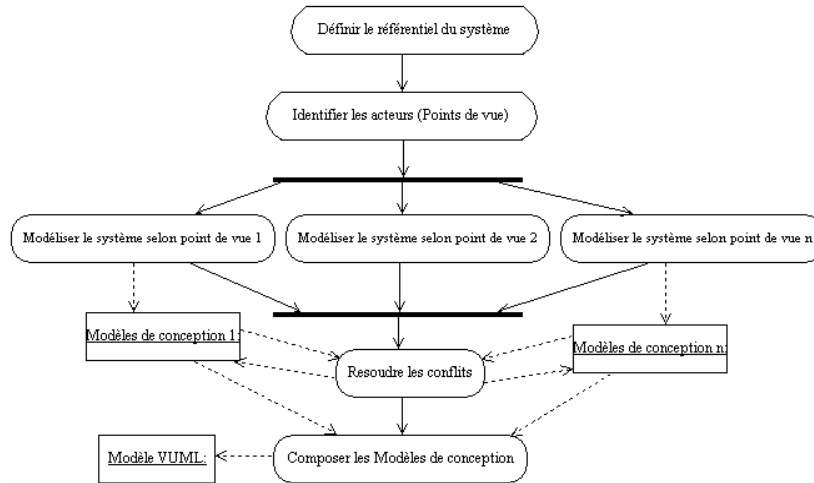 Définir le référentiel du système
Identifier les acteurs (Points de vue)
Modéliser le système selon point de vue 1
Modéliser le système selon point de vue 2
Modéliser le système selon point de vue n
Modèles de conception 1:
Modèles de conception n:
Resoudre les conflits
Modèle VUML:
Composer les Modèles de conception